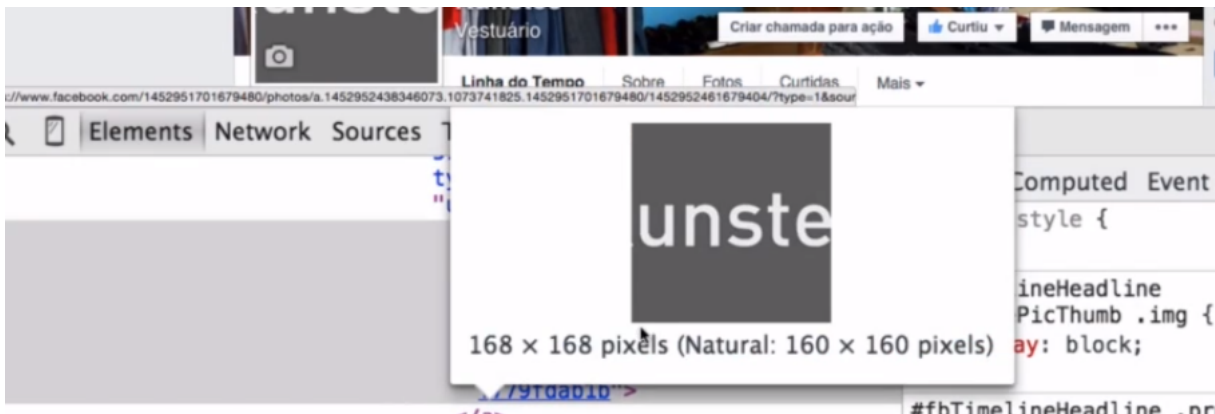 unste
Vestuário
Criar chamada para ação Curtiu Mensagem
Linha do Tempo Sobre Fotos Curtidas Mais
://www.facebook.com/1452951701679480/photos/a.1452952438346073.1073741825.1452951701679480/1452952461679404/?type=1&sour
Elements Network Sources
unste
168 × 168 pixels (Natural: 160 × 160 pixels)
Computed Event
style {
ineHeadline
PicThumb .img {
ay: block;
779fdab1b">
#fbTimelineHeadline .pr